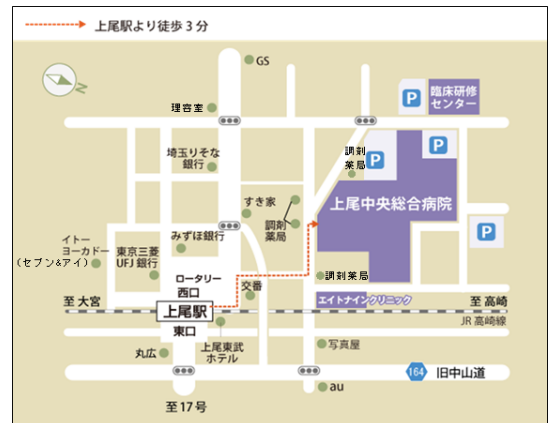 上尾駅より徒歩3分
GS
N
P
臨床研修
センター
理容室
P
P
調剤
薬局
埼玉りそな
銀行
上尾中央総合病院
すき家
調剤
薬局
P
イトー
ヨーカドー
(セブン&アイ)
東京三菱
UFJ銀行
みずほ銀行
ロータリー
西口
交番
調剤薬局
エイトナインクリニック
至大宮
上尾駅
至高崎
JR高崎線
東口
丸広
上尾東武
ホテル
写真屋
164
旧中山道
au
至17号